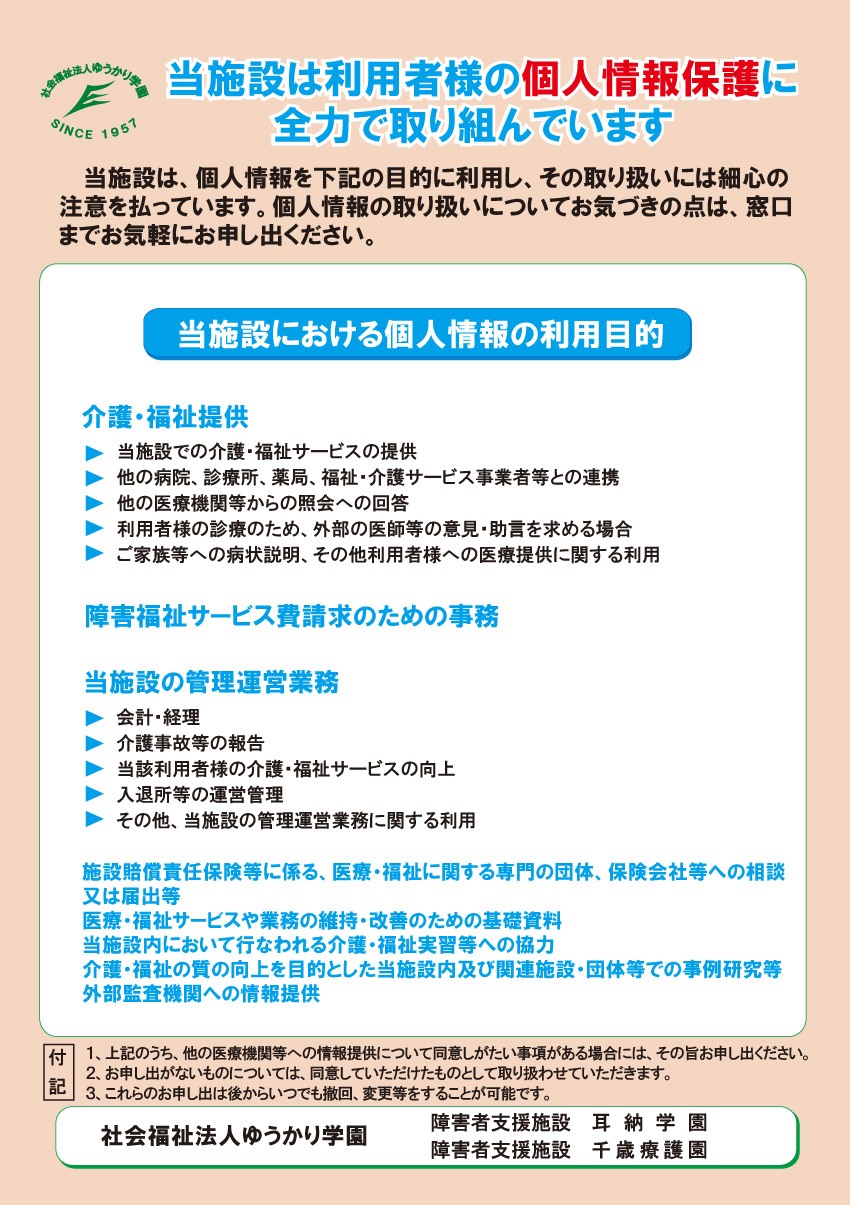 社会福祉法人ゆうかり学園
SINCE 1957
当施設は利用者様の個人情報保護に
全力で取り組んでいます
当施設は、個人情報を下記の目的に利用し、その取り扱いには細心の
注意を払っています。個人情報の取り扱いについてお気づきの点は、窓口
までお気軽にお申し出ください。
当施設における個人情報の利用目的
介護・福祉提供
▶ 当施設での介護・福祉サービスの提供
▶ 他の病院、診療所、薬局、福祉・介護サービス事業者等との連携
▶ 他の医療機関等からの照会への回答
▶ 利用者様の診療のため、外部の医師等の意見・助言を求める場合
▶ ご家族等への病状説明、その他利用者様への医療提供に関する利用
障害福祉サービス費請求のための事務
当施設の管理運営業務
▶ 会計・経理
▶ 介護事故等の報告
▶ 当該利用者様の介護・福祉サービスの向上
▶ 入退所等の運営管理
▶ その他、当施設の管理運営業務に関する利用
施設賠償責任保険等に係る、医療・福祉に関する専門の団体、保険会社等への相談
又は届出等
医療・福祉サービスや業務の維持・改善のための基礎資料
当施設内において行なわれる介護・福祉実習等への協力
介護・福祉の質の向上を目的とした当施設内及び関連施設・団体等での事例研究等
外部監査機関への情報提供
付記
1、上記のうち、他の医療機関等への情報提供について同意しがたい事項がある場合には、その旨お申し出ください。
2、お申し出がないものについては、同意していただけたものとして取り扱わせていただきます。
3、これらのお申し出は後からいつでも撤回、変更等をすることが可能です。
社会福祉法人ゆうかり学園
障害者支援施設 耳納学園
障害者支援施設 千歳療護園